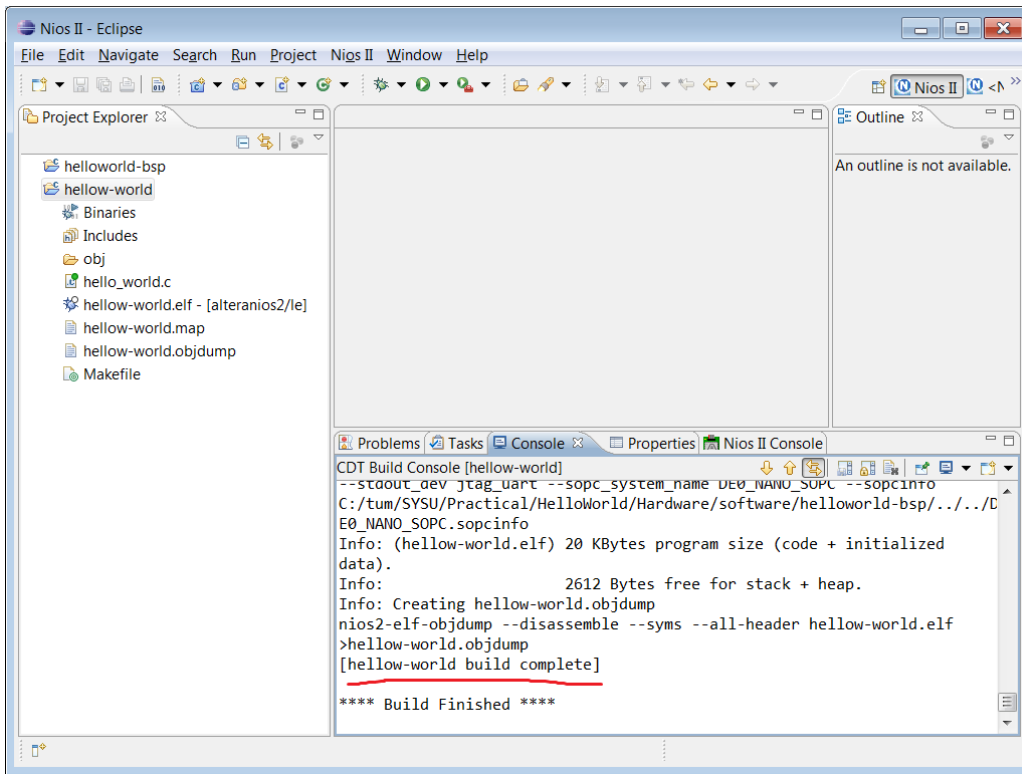 Nios II - Eclipse
File Edit Navigate Search Run Project Nios II Window Help
Nios II <N
Project Explorer
helloworld-bsp
hellow-world
Binaries
Includes
obj
hello_world.c
hellow-world.elf - [alteranios2/le]
hellow-world.map
hellow-world.objdump
Makefile
Outline
An outline is not available.
Problems Tasks Console Properties Nios II Console
CDT Build Console [hellow-world]
--stdout_dev jtag_uart --sopc_system_name DE0_NANO_SOPC --sopcinfo
C:/tum/SYSU/Practical/HelloWorld/Hardware/software/helloworld-bsp/../../D
E0_NANO_SOPC.sopcinfo
Info: (hellow-world.elf) 20 KBytes program size (code + initialized
data).
Info:                    2612 Bytes free for stack + heap.
Info: Creating hellow-world.objdump
nios2-elf-objdump --disassemble --syms --all-header hellow-world.elf
>hellow-world.objdump
[hellow-world build complete]
**** Build Finished ****